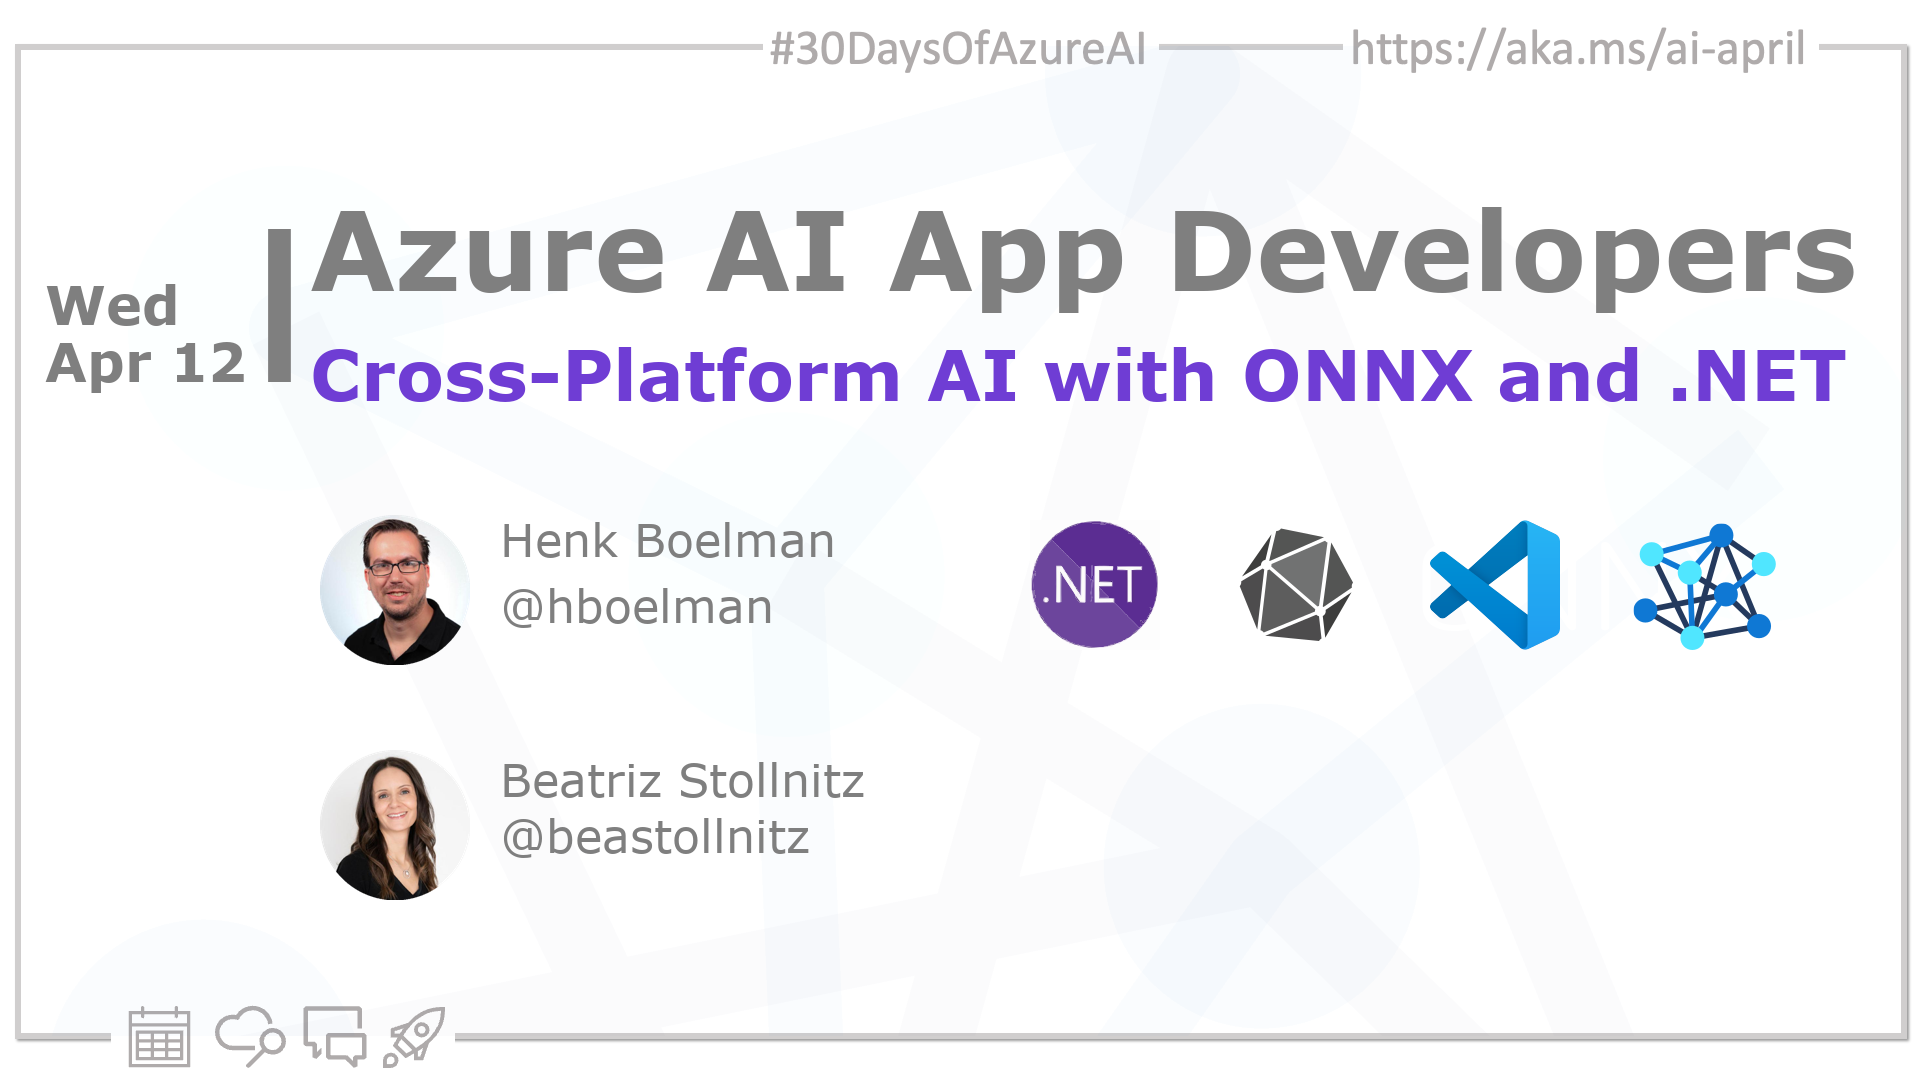 #30DaysOfAzureAI
https://aka.ms/ai-april
Wed
Apr 12
Azure AI App Developers
Cross-Platform AI with ONNX and .NET
Henk Boelman
@hboelman
.NET
Beatriz Stollnitz
@beastollnitz